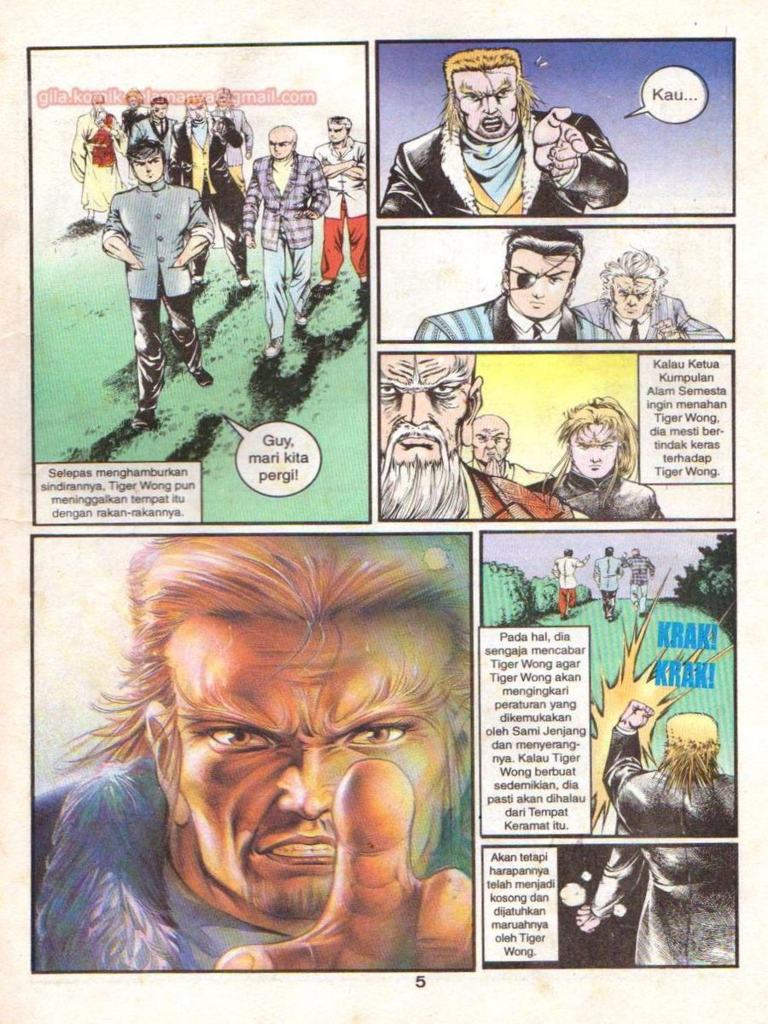 gila.komik
Guy,
mari kita
pergi!
Selepas menghamburkan
sindirannya, Tiger Wong pun
meninggalkan tempat itu
dengan rakan-rakannya.
Kau...
Kalau Ketua
Kumpulan
Alam Semesta
ingin menahan
Tiger Wong,
dia mesti ber-
tindak keras
terhadap
Tiger Wong.
KRAK!
KRAK!
Pada hal, dia
sengaja mencabar
Tiger Wong agar
Tiger Wong akan
mengingkari
peraturan yang
dikemukakan
oleh Sami Jenjang
dan menyerang-
nya. Kalau Tiger
Wong berbuat
sedemikian, dia
pasti akan dihalau
dari Tempat
Keramat itu.
Akan tetapi
harapannya
telah menjadi
kosong dan
dijatuhkan
maruahnya
oleh Tiger
Wong.
5